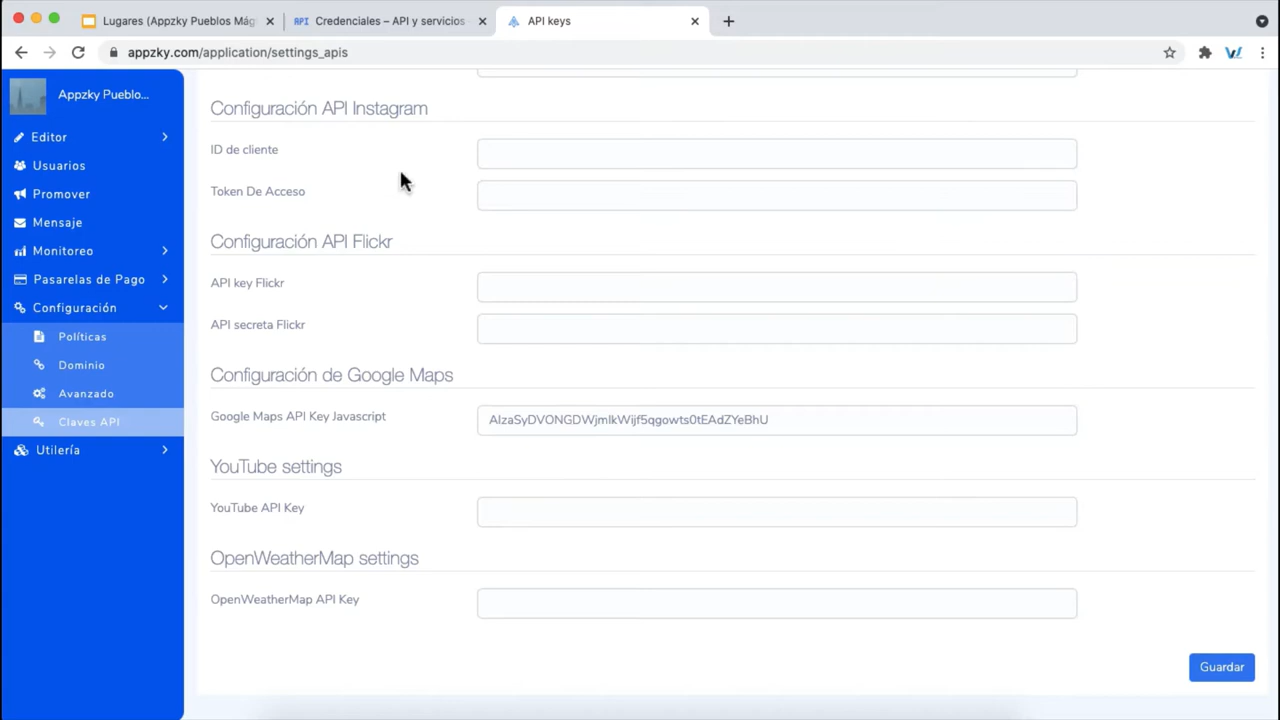 Lugares (Appzky Pueblos Mág
API Credenciales – API y servicios
API keys
appzky.com/application/settings_apis
Appzky Pueblo...
Editor
Usuarios
Promover
Mensaje
Monitoreo
Pasarelas de Pago
Configuración
Políticas
Dominio
Avanzado
Claves API
Utilería
Configuración API Instagram
ID de cliente
Token De Acceso
Configuración API Flickr
API key Flickr
API secreta Flickr
Configuración de Google Maps
Google Maps API Key Javascript
AIzaSyDVONGDWjmIkWijf5qgowts0tEAdZYeBhU
YouTube settings
YouTube API Key
OpenWeatherMap settings
OpenWeatherMap API Key
Guardar